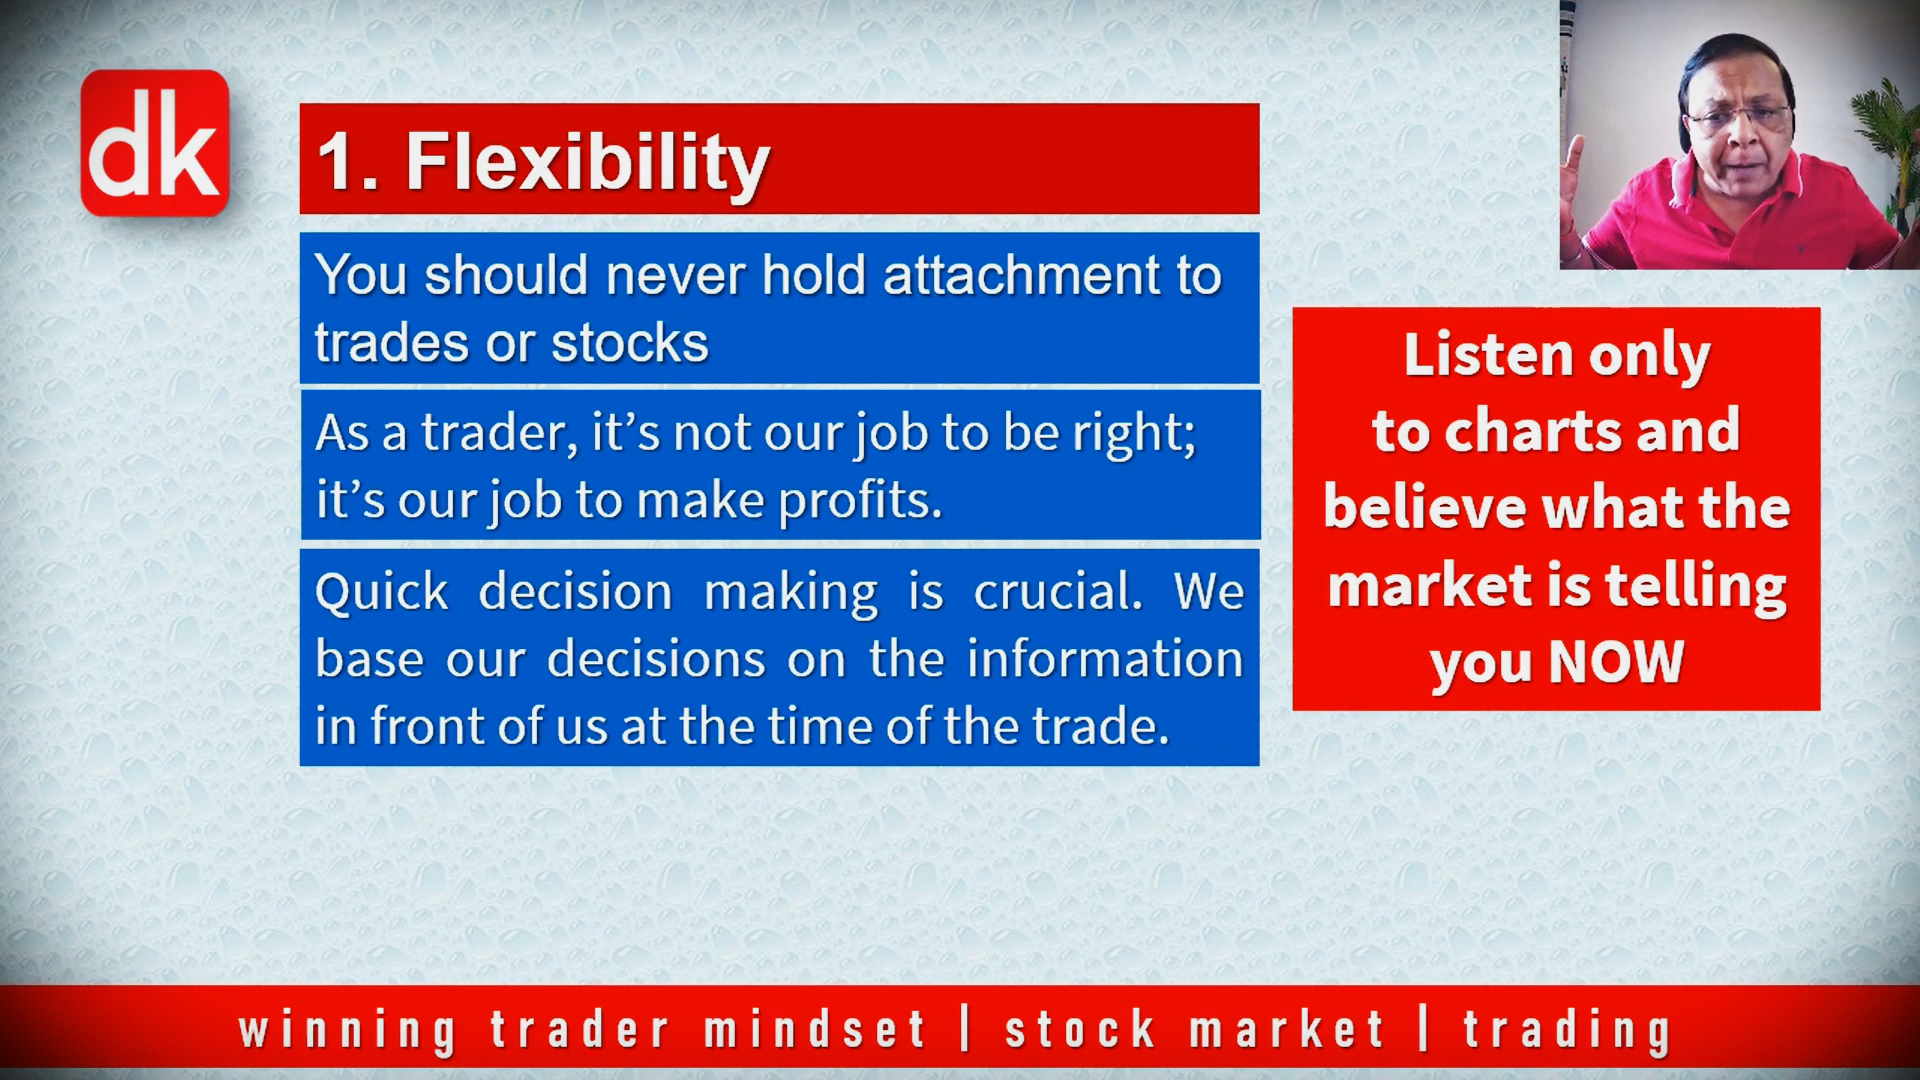 dk
1. Flexibility
You should never hold attachment to
trades or stocks
As a trader, it’s not our job to be right;
it’s our job to make profits.
Quick decision making is crucial. We
base our decisions on the information
in front of us at the time of the trade.
Listen only
to charts and
believe what the
market is telling
you NOW
winning trader mindset | stock market | trading